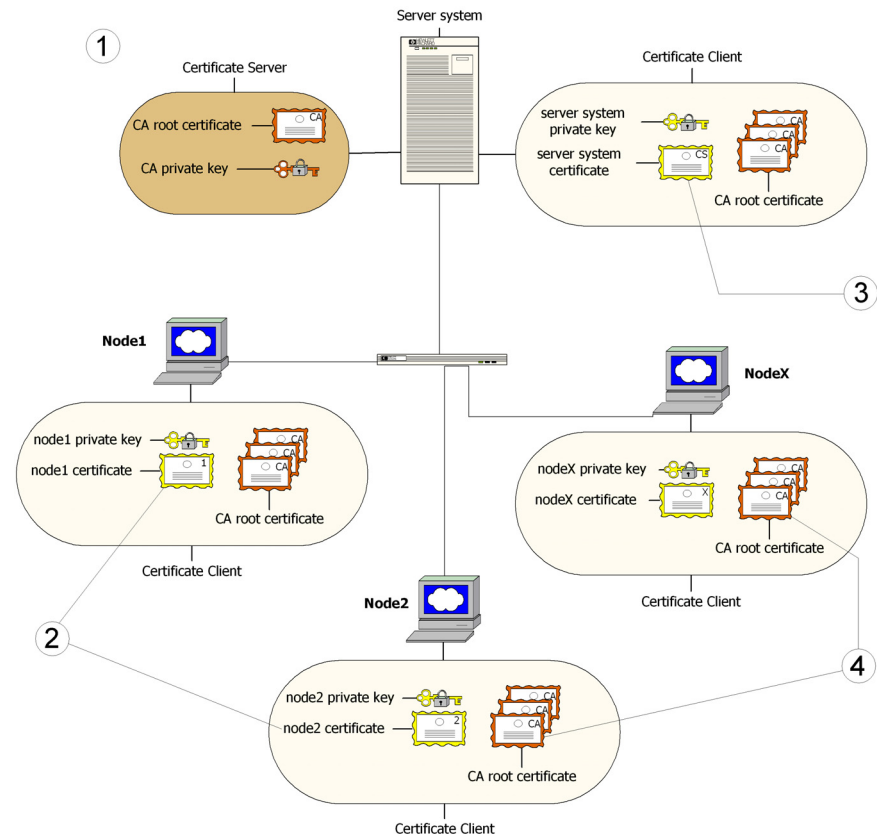 Server system
1
Certificate Server
CA root certificate
CA
CA private key
Certificate Client
server system
private key
server system
certificate
CS
CA
CA
CA
CA root certificate
3
Node1
NodeX
node1 private key
node1 certificate
1
CA
CA
CA
CA root certificate
Certificate Client
nodeX private key
nodeX certificate
X
CA
CA
CA
CA root certificate
Certificate Client
2
Node2
4
node2 private key
node2 certificate
2
CA
CA
CA
CA root certificate
Certificate Client